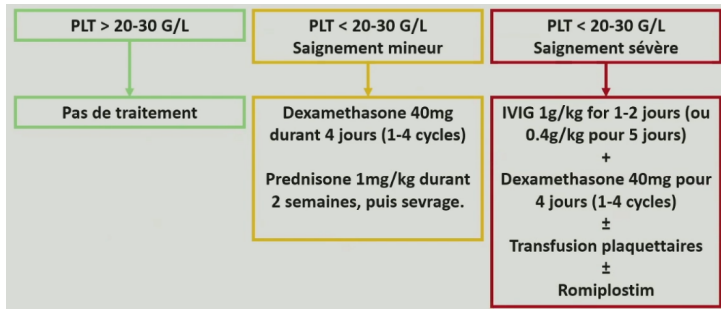 PLT > 20-30 G/L
Pas de traitement
PLT < 20-30 G/L
Saignement mineur
Dexamethasone 40mg
durant 4 jours (1-4 cycles)
Prednisone 1mg/kg durant
2 semaines, puis sevrage.
PLT < 20-30 G/L
Saignement sévère
IVIG 1g/kg for 1-2 jours (ou
0.4g/kg pour 5 jours)
+
Dexamethasone 40mg pour
4 jours (1-4 cycles)
±
Transfusion plaquettaires
±
Romiplostim